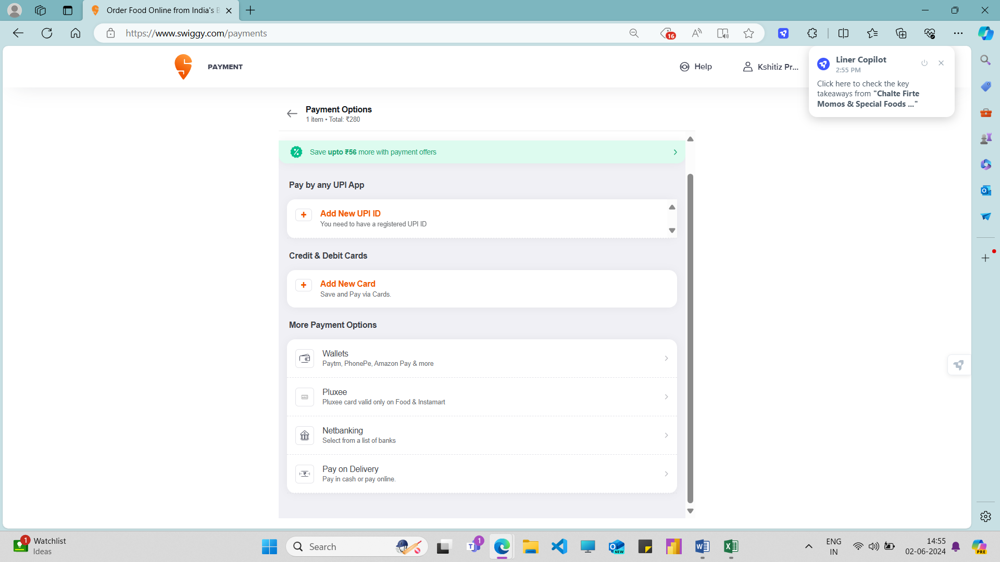 Order Food Online from India's B
https://www.swiggy.com/payments
16
PAYMENT
Help
Kshitiz Pr...
Liner Copilot
2:55 PM
Click here to check the key
takeaways from "Chalte Firte
Momos & Special Foods ..."
Payment Options
1 item • Total: ₹280
Save upto ₹56 more with payment offers
Pay by any UPI App
Add New UPI ID
You need to have a registered UPI ID
Credit & Debit Cards
Add New Card
Save and Pay via Cards.
More Payment Options
Wallets
Paytm, PhonePe, Amazon Pay & more
Pluxee
Pluxee card valid only on Food & Instamart
Netbanking
Select from a list of banks
Pay on Delivery
Pay in cash or pay online.
1
Watchlist
Ideas
Search
1
NEW
ENG
IN
14:55
02-06-2024
PRE